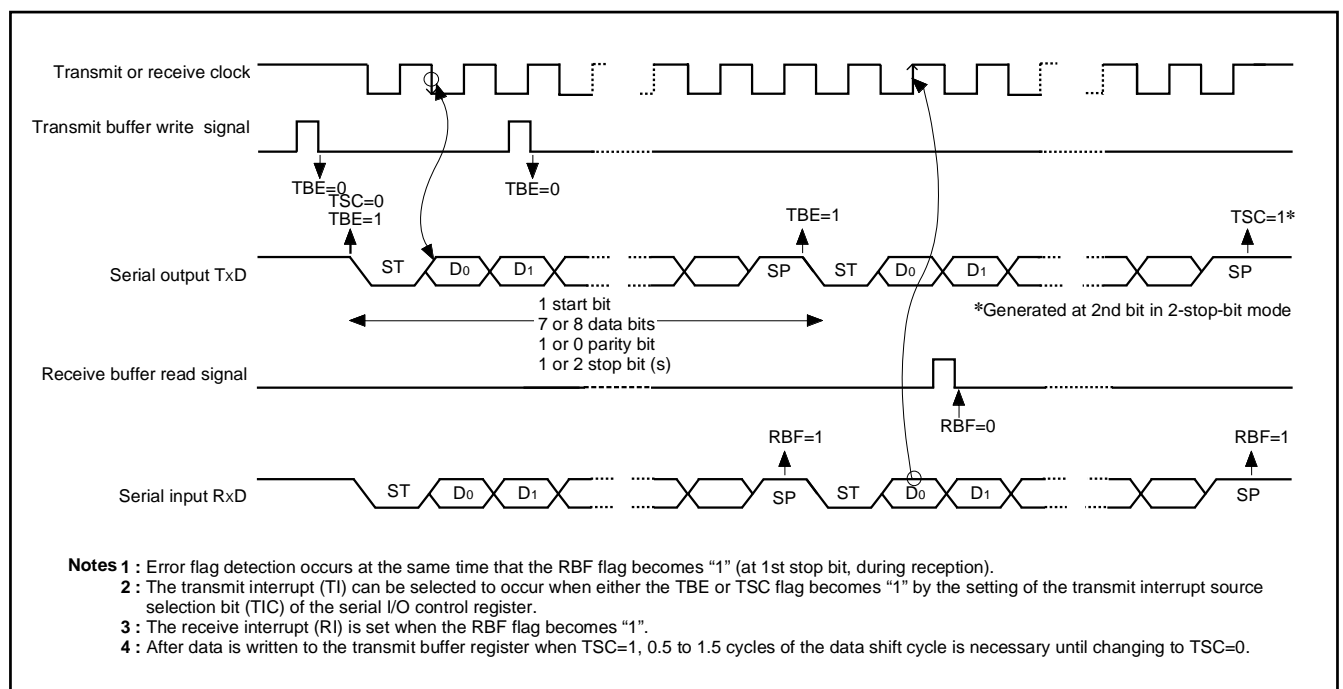 Transmit or receive clock
Transmit buffer write signal
TBE=0
TSC=0
TBE=1
TBE=0
TBE=1
TSC=1*
Serial output TxD
ST D0 D1 SP ST D0 D1 SP
1 start bit
7 or 8 data bits
1 or 0 parity bit
1 or 2 stop bit (s)
*Generated at 2nd bit in 2-stop-bit mode
Receive buffer read signal
RBF=0
RBF=1
RBF=1
Serial input RxD
ST D0 D1 SP ST D0 D1 SP
Notes 1 : Error flag detection occurs at the same time that the RBF flag becomes “1” (at 1st stop bit, during reception).
2 : The transmit interrupt (TI) can be selected to occur when either the TBE or TSC flag becomes “1” by the setting of the transmit interrupt source
selection bit (TIC) of the serial I/O control register.
3 : The receive interrupt (RI) is set when the RBF flag becomes “1”.
4 : After data is written to the transmit buffer register when TSC=1, 0.5 to 1.5 cycles of the data shift cycle is necessary until changing to TSC=0.